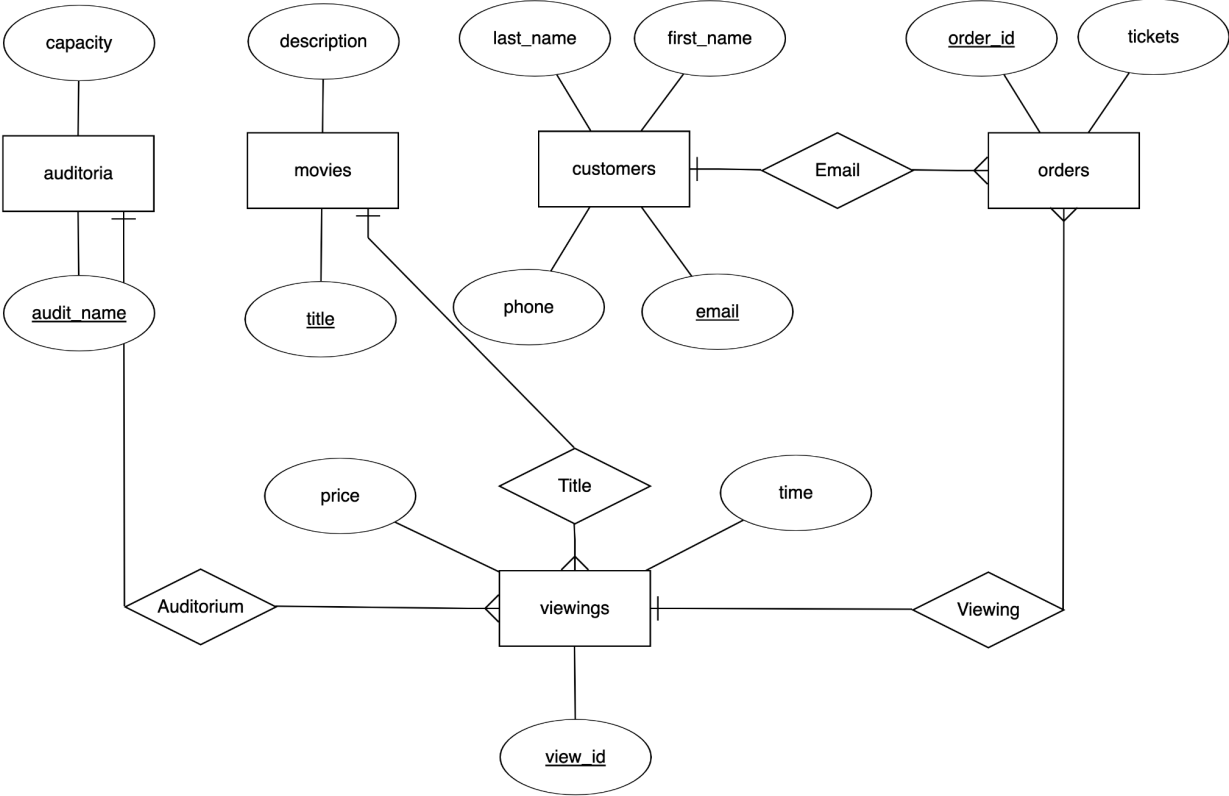 capacity
description
last_name
first_name
order_id
tickets
auditoria
movies
customers
Email
orders
audit_name
title
phone
email
price
Title
time
Auditorium
viewings
Viewing
view_id